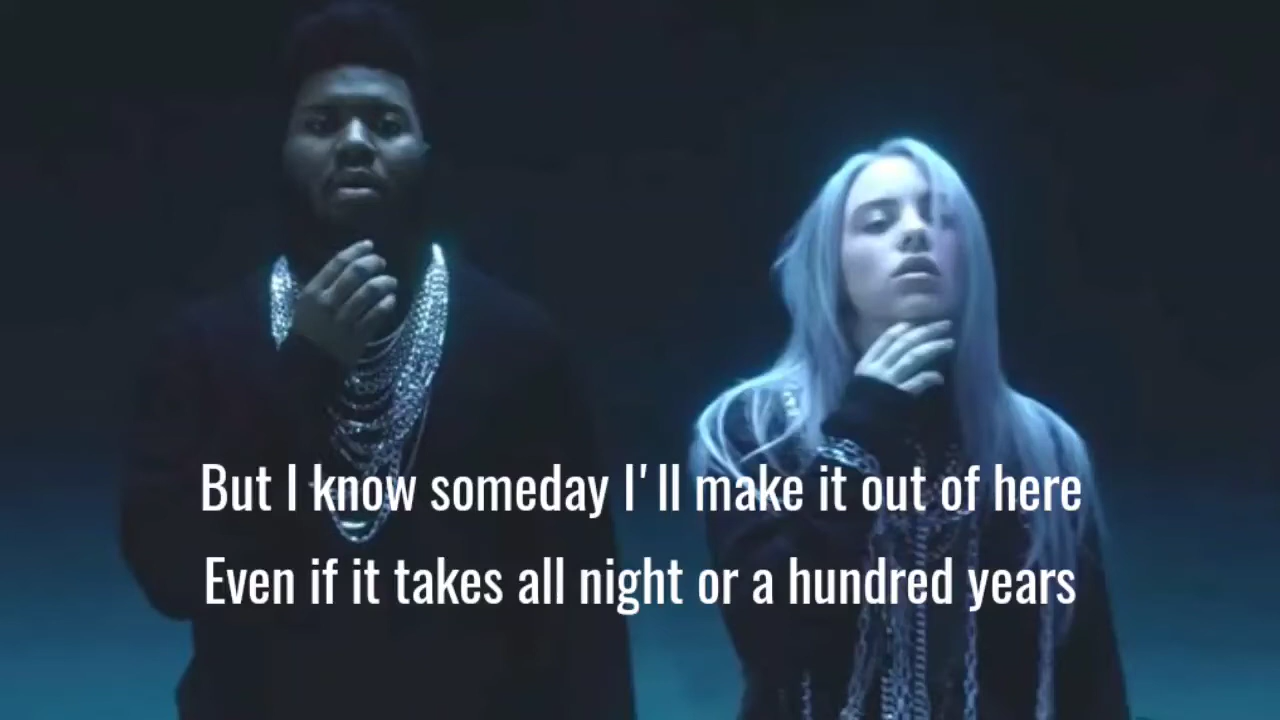 But I know someday I'll make it out of here
Even if it takes all night or a hundred years